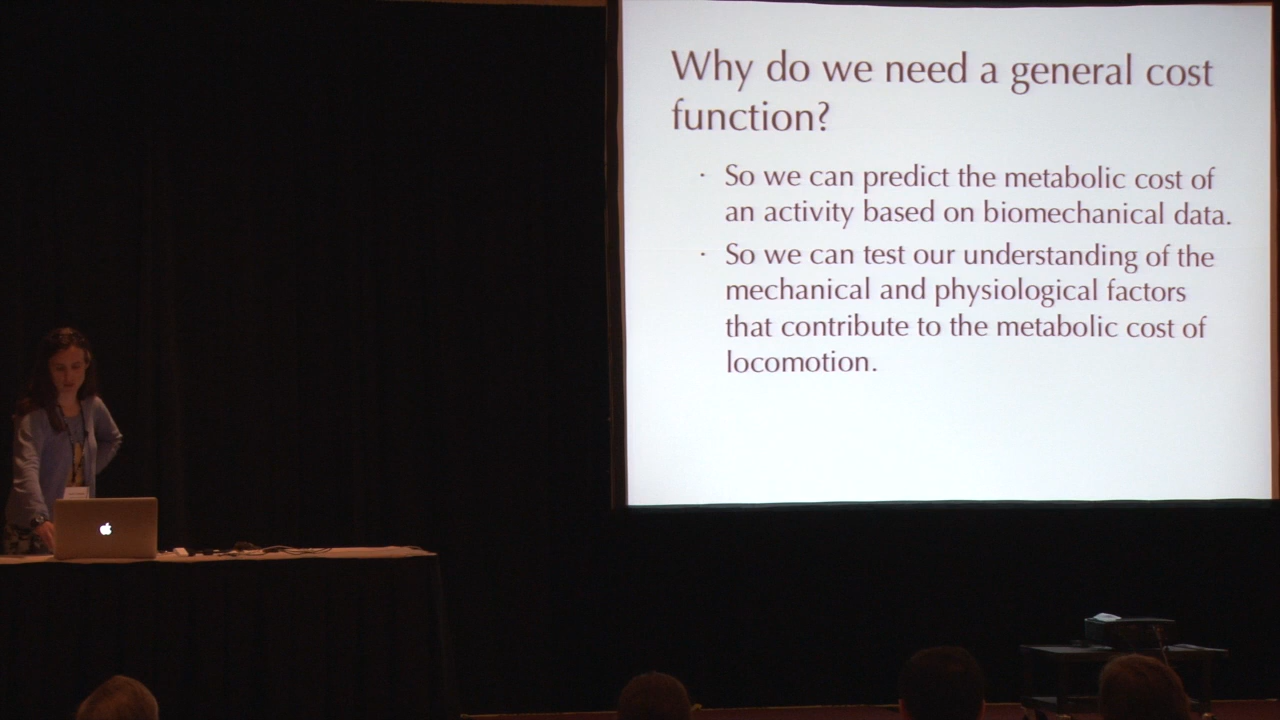 Why do we need a general cost
function?
· So we can predict the metabolic cost of
an activity based on biomechanical data.
· So we can test our understanding of the
mechanical and physiological factors
that contribute to the metabolic cost of
locomotion.